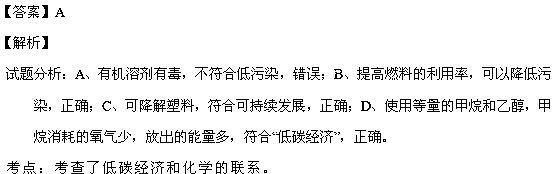 【答案】A
【解析】
试题分析：A、有机溶剂有毒，不符合低污染，错误；B、提高燃料的利用率，可以降低污
染，正确；C、可降解塑料，符合可持续发展，正确；D、使用等量的甲烷和乙醇，甲
烷消耗的氧气少，放出的能量多，符合“低碳经济”，正确。
考点：考查了低碳经济和化学的联系。